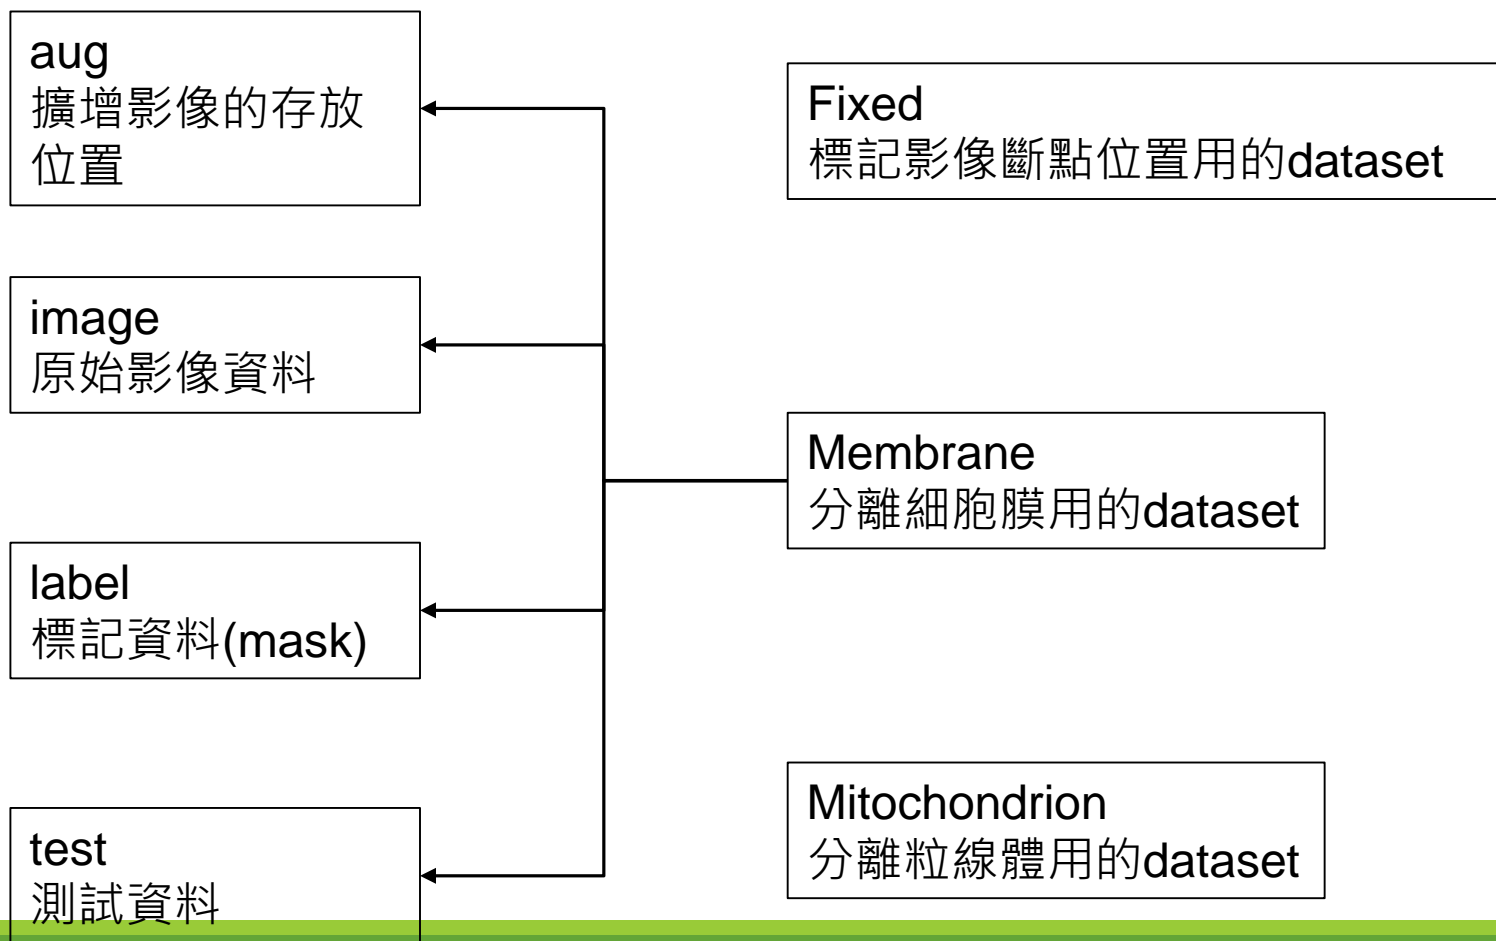 aug
擴增影像的存放
位置
image
原始影像資料
label
標記資料(mask)
test
測試資料
Fixed
標記影像斷點位置用的dataset
Membrane
分離細胞膜用的dataset
Mitochondrion
分離粒線體用的dataset